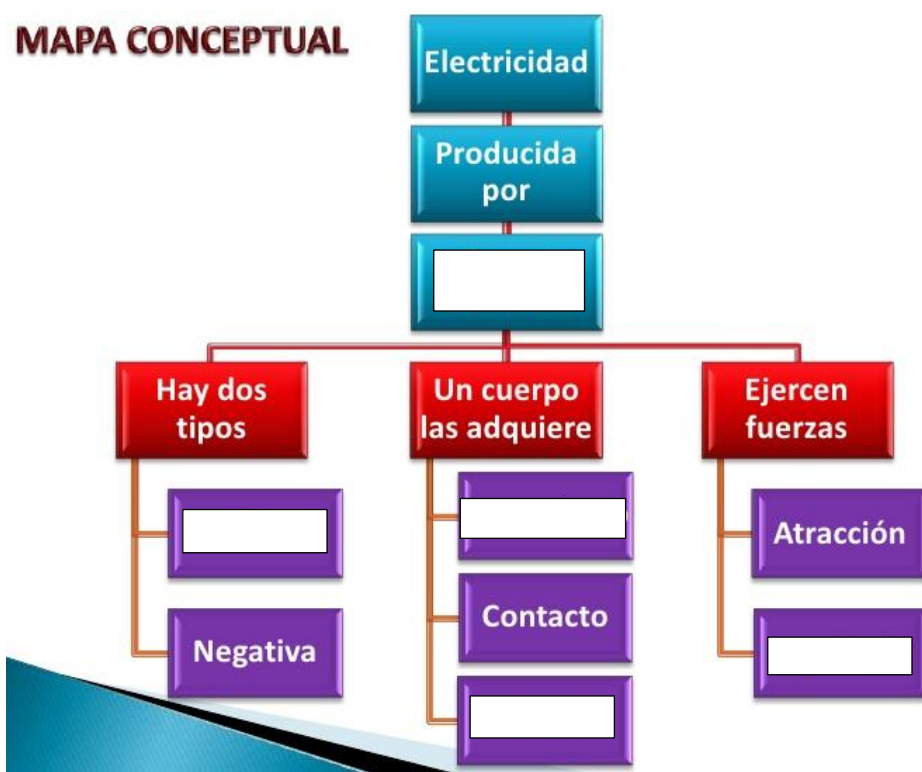 MAPA CONCEPTUAL
Electricidad
Producida
por
Hay dos
tipos
Un cuerpo
las adquiere
Ejercen
fuerzas
Atracción
Contacto
Negativa